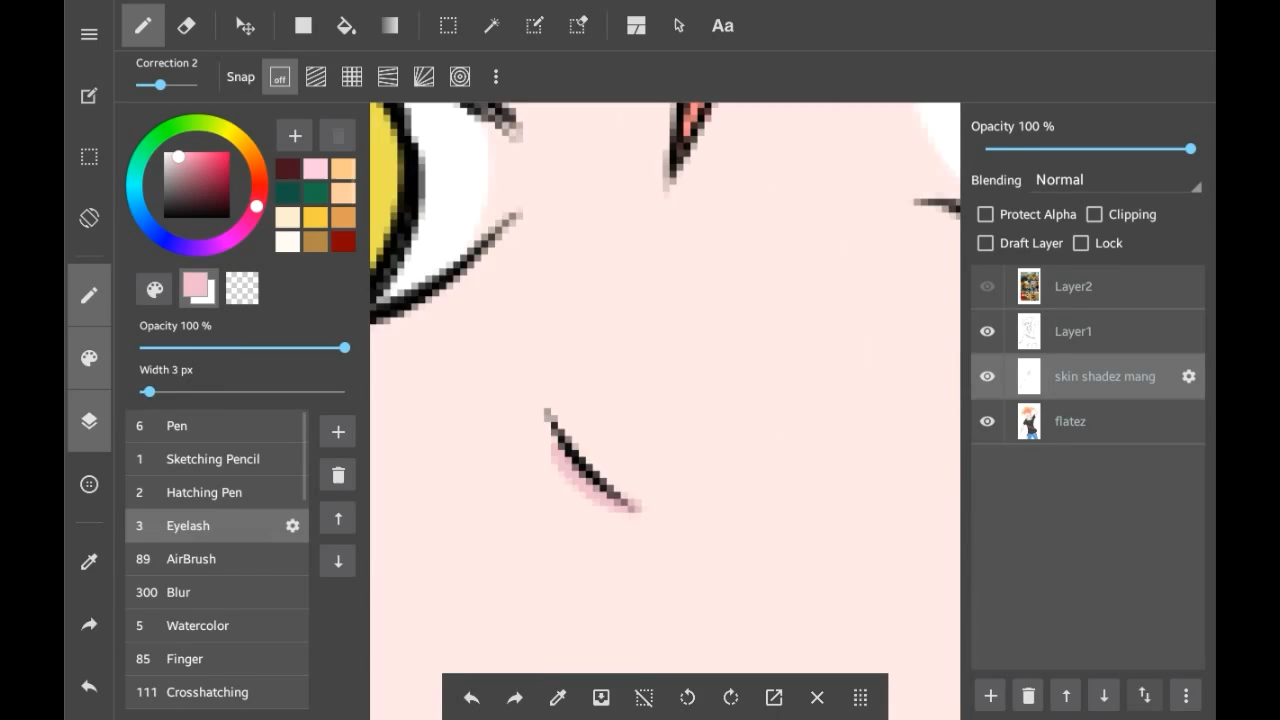 Aa
Correction 2
Snap
off
Opacity 100 %
Width 3 px
6 Pen
1 Sketching Pencil
2 Hatching Pen
3 Eyelash
89 AirBrush
300 Blur
5 Watercolor
85 Finger
111 Crosshatching
Opacity 100 %
Blending Normal
Protect Alpha Clipping
Draft Layer Lock
Layer2
Layer1
skin shadez mang
flatez